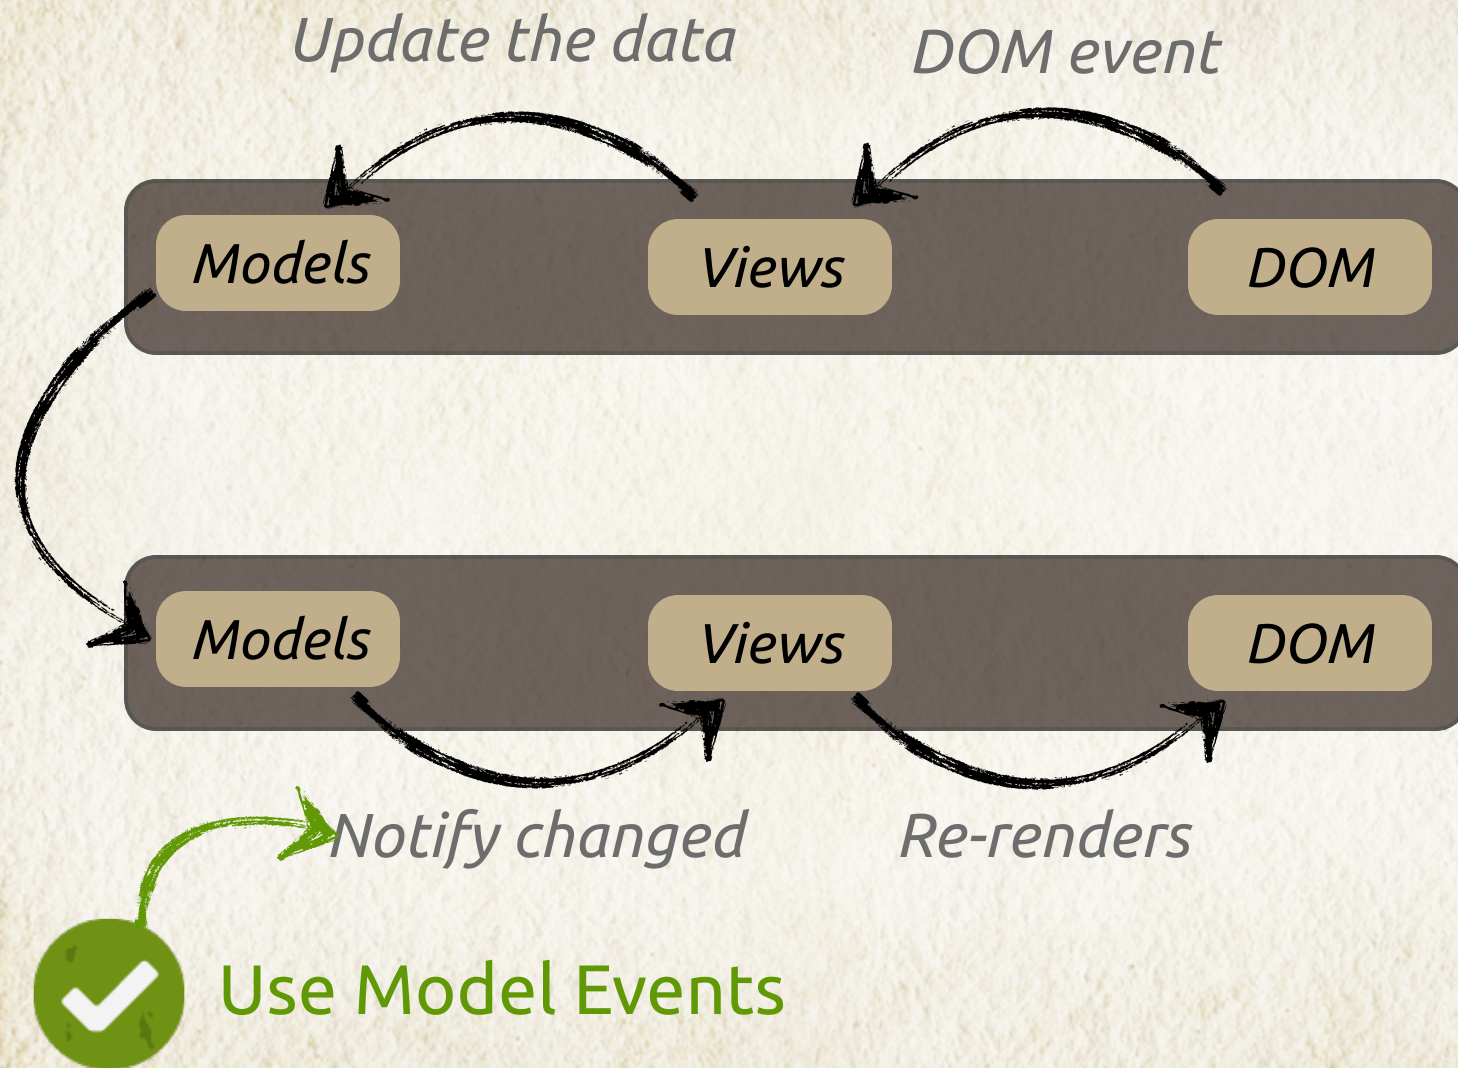 Update the data
DOM event
Models
Views
DOM
Models
Views
DOM
Notify changed
Re-renders
Use Model Events